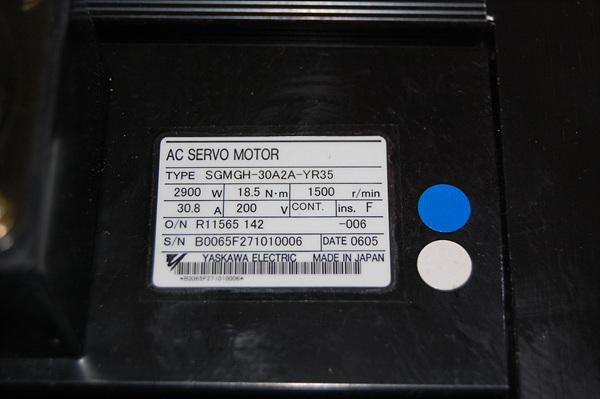 AC SERVO MOTOR
TYPE SGMGH-30A2A-YR35
2900 W 18.5 N·m 1500 r/min
30.8 A 200 V CONT. ins. F
O/N R11565 142 -006
S/N B0065F271010006 DATE 0605
YASKAWA ELECTRIC MADE IN JAPAN
*B0065F271010006*